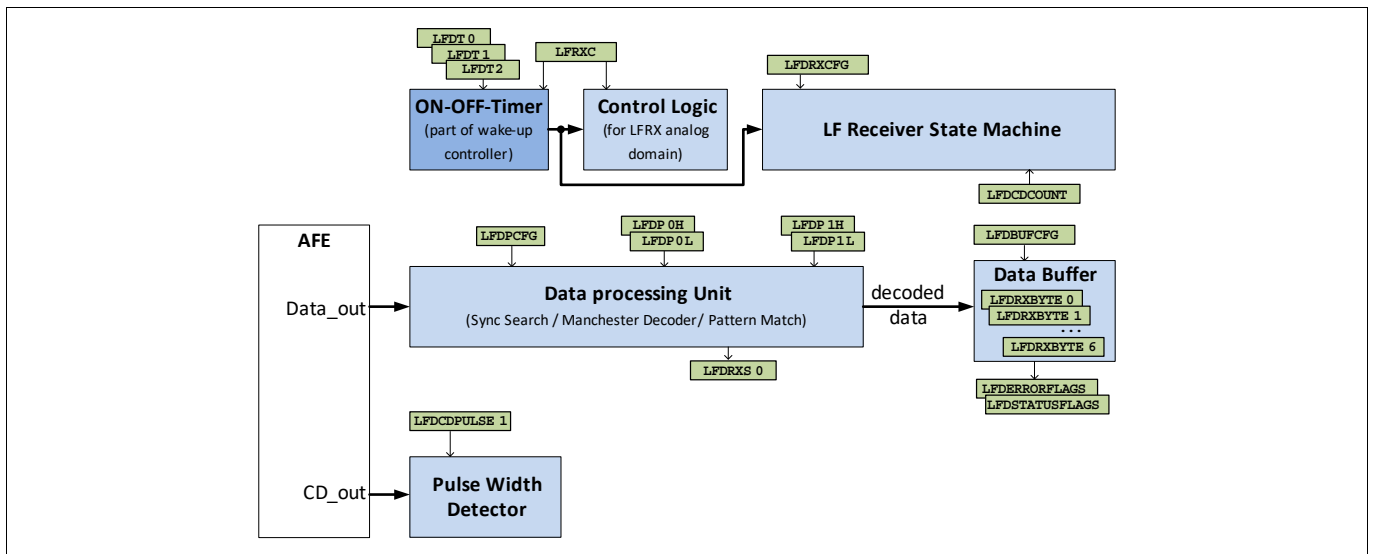 LFDT 0
LFDT 1
LFDT 2
LFRXC
LFDRXCFG
ON-OFF-Timer
(part of wake-up
controller)
Control Logic
(for LFRX analog
domain)
LF Receiver State Machine
LFDCDCOUNT
AFE
Data_out
CD_out
LFDPCFG
LFDP 0H
LFDP 0L
LFDP 1H
LFDP 1L
Data processing Unit
(Sync Search / Manchester Decoder/ Pattern Match)
LFDRXS 0
decoded
data
LFDBUFCFG
Data Buffer
LFDRXBYTE 0
LFDRXBYTE 1
...
LFDRXBYTE 6
LFDERRORFLAGS
LFDSTATUSFLAGS
LFDCDPULSE 1
Pulse Width
Detector